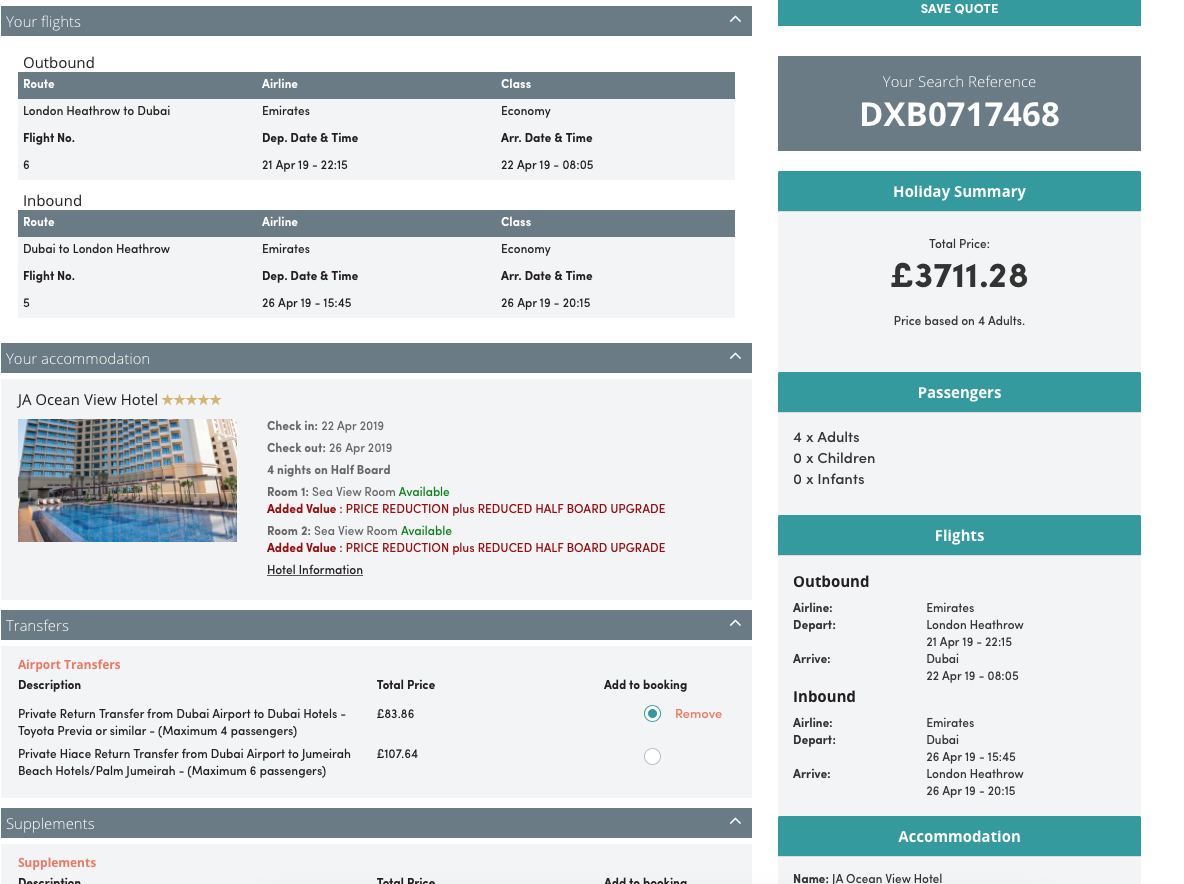 Your flights
Outbound
Route Airline Class
London Heathrow to Dubai Emirates Economy
Flight No. Dep. Date & Time Arr. Date & Time
6 21 Apr 19 - 22:15 22 Apr 19 - 08:05
Inbound
Route Airline Class
Dubai to London Heathrow Emirates Economy
Flight No. Dep. Date & Time Arr. Date & Time
5 26 Apr 19 - 15:45 26 Apr 19 - 20:15
Your accommodation
JA Ocean View Hotel
Check in: 22 Apr 2019
Check out: 26 Apr 2019
4 nights on Half Board
Room 1: Sea View Room Available
Added Value : PRICE REDUCTION plus REDUCED HALF BOARD UPGRADE
Room 2: Sea View Room Available
Added Value : PRICE REDUCTION plus REDUCED HALF BOARD UPGRADE
Hotel Information
Transfers
Airport Transfers
Description Total Price Add to booking
Private Return Transfer from Dubai Airport to Dubai Hotels - £83.86 Remove
Toyota Previa or similar - (Maximum 4 passengers)
Private Hiace Return Transfer from Dubai Airport to Jumeirah £107.64
Beach Hotels/Palm Jumeirah - (Maximum 6 passengers)
Supplements
Supplements
Description Total Price Add to booking
SAVE QUOTE
Your Search Reference
DXB0717468
Holiday Summary
Total Price:
£3711.28
Price based on 4 Adults.
Passengers
4 x Adults
0 x Children
0 x Infants
Flights
Outbound
Airline: Emirates
Depart: London Heathrow
21 Apr 19 - 22:15
Arrive: Dubai
22 Apr 19 - 08:05
Inbound
Airline: Emirates
Depart: Dubai
26 Apr 19 - 15:45
Arrive: London Heathrow
26 Apr 19 - 20:15
Accommodation
Name: JA Ocean View Hotel